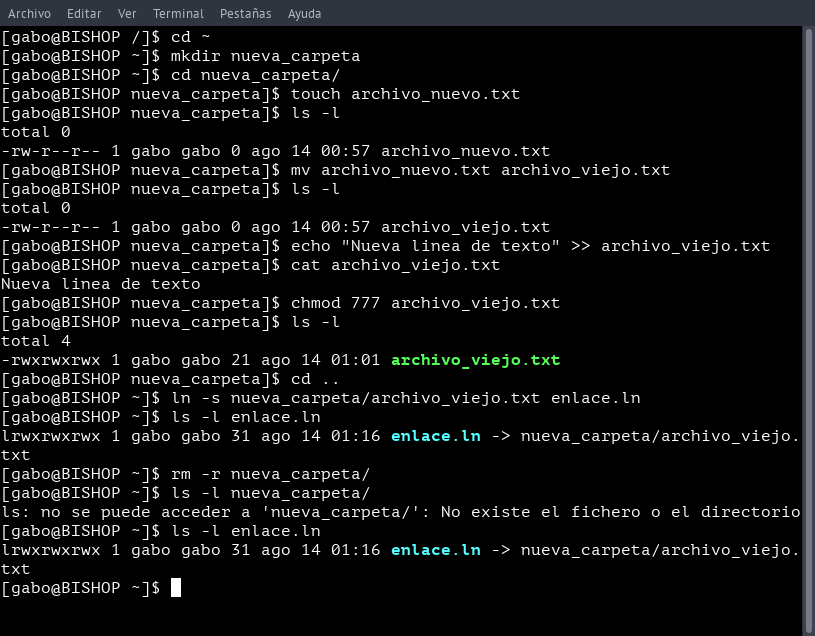 Archivo Editar Ver Terminal Pestañas Ayuda
[gabo@BISHOP /]$ cd ~
[gabo@BISHOP ~]$ mkdir nueva_carpeta
[gabo@BISHOP ~]$ cd nueva_carpeta/
[gabo@BISHOP nueva_carpeta]$ touch archivo_nuevo.txt
[gabo@BISHOP nueva_carpeta]$ ls -l
total 0
-rw-r--r-- 1 gabo gabo 0 ago 14 00:57 archivo_nuevo.txt
[gabo@BISHOP nueva_carpeta]$ mv archivo_nuevo.txt archivo_viejo.txt
[gabo@BISHOP nueva_carpeta]$ ls -l
total 0
-rw-r--r-- 1 gabo gabo 0 ago 14 00:57 archivo_viejo.txt
[gabo@BISHOP nueva_carpeta]$ echo "Nueva linea de texto" >> archivo_viejo.txt
[gabo@BISHOP nueva_carpeta]$ cat archivo_viejo.txt
Nueva linea de texto
[gabo@BISHOP nueva_carpeta]$ chmod 777 archivo_viejo.txt
[gabo@BISHOP nueva_carpeta]$ ls -l
total 4
-rwxrwxrwx 1 gabo gabo 21 ago 14 01:01 archivo_viejo.txt
[gabo@BISHOP nueva_carpeta]$ cd ..
[gabo@BISHOP ~]$ ln -s nueva_carpeta/archivo_viejo.txt enlace.ln
[gabo@BISHOP ~]$ ls -l enlace.ln
lrwxrwxrwx 1 gabo gabo 31 ago 14 01:16 enlace.ln -> nueva_carpeta/archivo_viejo.
txt
[gabo@BISHOP ~]$ rm -r nueva_carpeta/
[gabo@BISHOP ~]$ ls -l nueva_carpeta/
ls: no se puede acceder a 'nueva_carpeta/': No existe el fichero o el directorio
[gabo@BISHOP ~]$ ls -l enlace.ln
lrwxrwxrwx 1 gabo gabo 31 ago 14 01:16 enlace.ln -> nueva_carpeta/archivo_viejo.
txt
[gabo@BISHOP ~]$